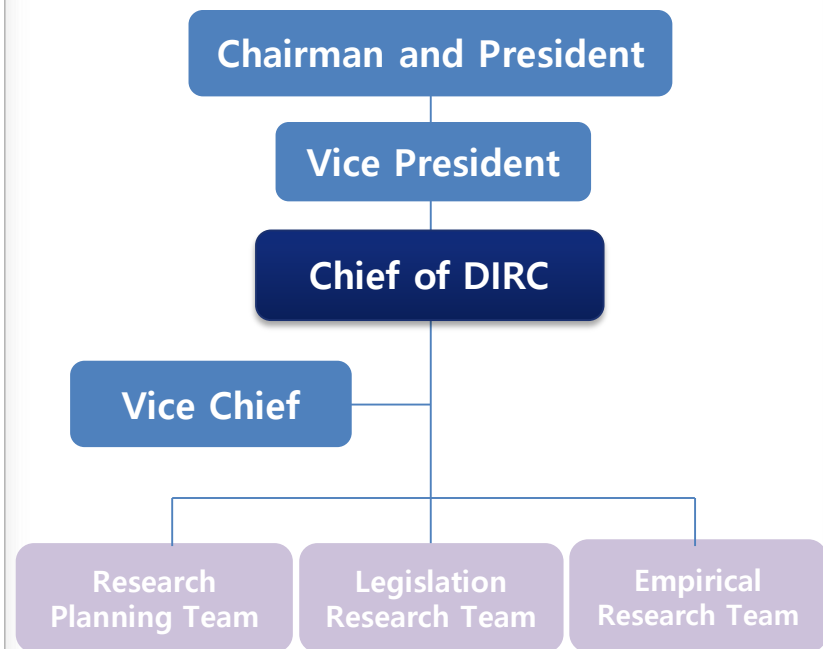 Chairman and President
Vice President
Chief of DIRC
Vice Chief
Research
Planning Team
Legislation
Research Team
Empirical
Research Team